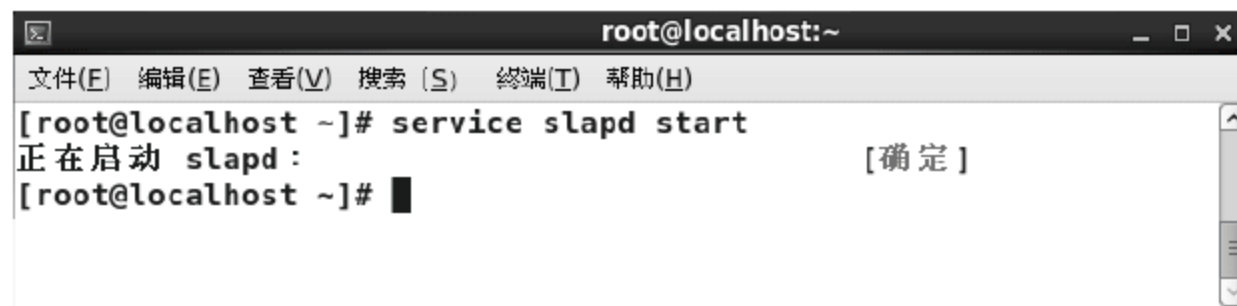 root@localhost:~
文件(F) 编辑(E) 查看(V) 搜索 (S) 终端(T) 帮助(H)
[root@localhost ~]# service slapd start
正在启动 slapd： [确定]
[root@localhost ~]#